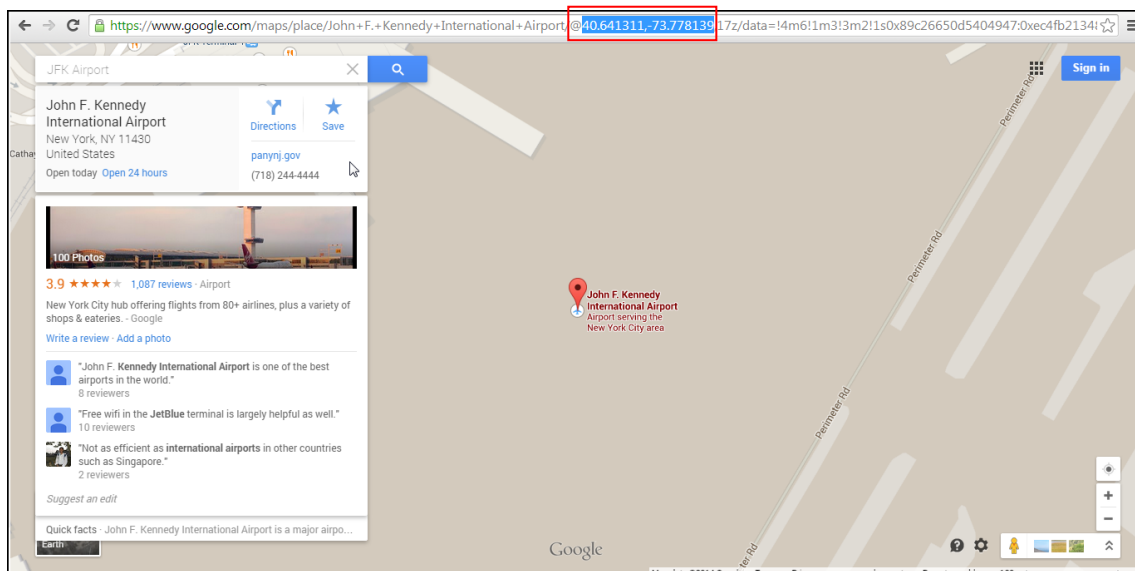 https://www.google.com/maps/place/John+F.+Kennedy+International+Airport/@40.641311,-73.778139,17z/data=!4m6!1m3!3m2!1s0x89c26650d5404947:0xec4fb2134
JFK Airport
Sign in
John F. Kennedy
International Airport
New York, NY 11430
United States
Open today Open 24 hours
Directions
Save
panynj.gov
(718) 244-4444
100 Photos
3.9 ★★★★★ 1,087 reviews · Airport
New York City hub offering flights from 80+ airlines, plus a variety of
shops & eateries. - Google
Write a review · Add a photo
"John F. Kennedy International Airport is one of the best
airports in the world."
8 reviewers
"Free wifi in the JetBlue terminal is largely helpful as well."
10 reviewers
"Not as efficient as international airports in other countries
such as Singapore."
2 reviewers
Suggest an edit
Quick facts · John F. Kennedy International Airport is a major airpo...
Earth
John F. Kennedy
International Airport
Airport serving the
New York City area
Perimeter Rd
Perimeter Rd
Perimeter Rd
Rd
Google